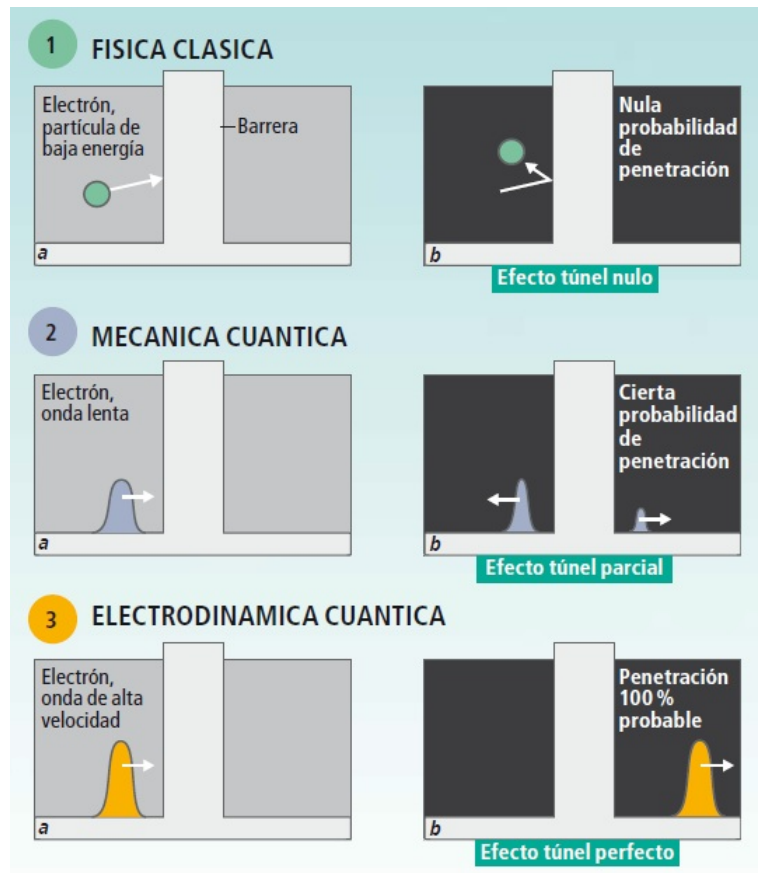 1
FISICA CLASICA
Electrón,
partícula de
baja energía
Barrera
a
Nula
probabilidad
de
penetración
b
Efecto túnel nulo
2
MECANICA CUANTICA
Electrón,
onda lenta
a
Cierta
probabilidad
de
penetración
b
Efecto túnel parcial
3
ELECTRODINAMICA CUANTICA
Electrón,
onda de alta
velocidad
a
Penetración
100 %
probable
b
Efecto túnel perfecto